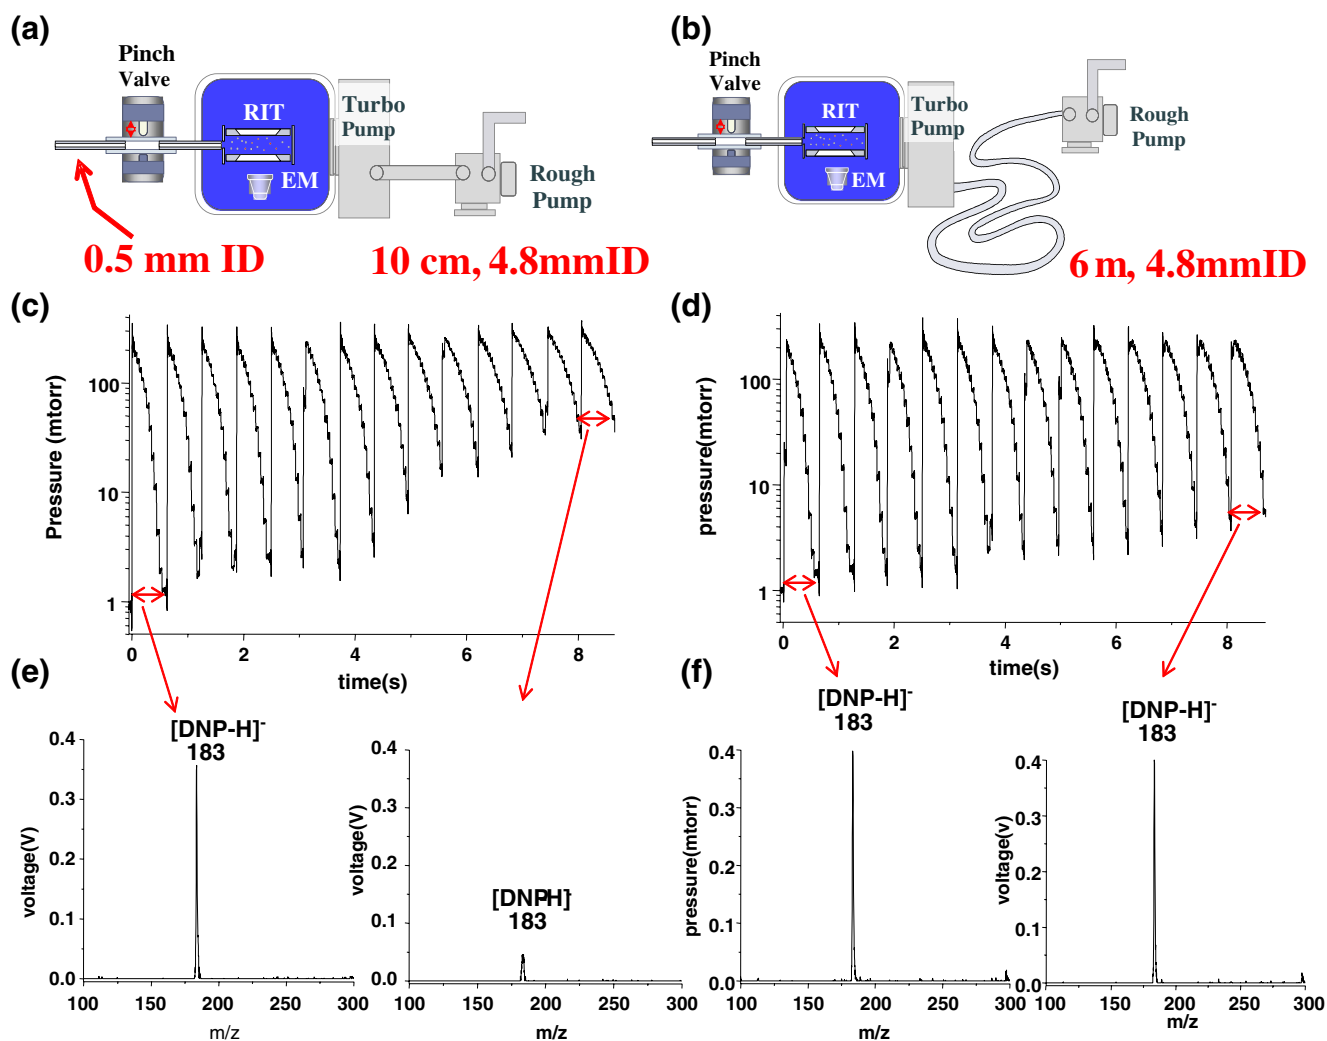 (a)
Pinch
Valve
RIT
EM
Turbo
Pump
Rough
Pump
0.5 mm ID
10 cm, 4.8mmID
(b)
Pinch
Valve
RIT
EM
Turbo
Pump
Rough
Pump
6 m, 4.8mmID
(c)
Pressure (mtorr)
100
10
1
0 2 4 6 8
time(s)
(d)
pressure(mtorr)
100
10
1
0 2 4 6 8
time(s)
(e)
[DNP-H]-
183
voltage(V)
0.4
0.3
0.2
0.1
0.0
100 150 200 250 300
m/z
[DNPH]-
183
voltage(V)
0.4
0.3
0.2
0.1
0.0
100 150 200 250 300
m/z
(f)
[DNP-H]-
183
pressure(mtorr)
0.4
0.3
0.2
0.1
0.0
100 150 200 250 300
m/z
[DNP-H]-
183
voltage(v)
0.4
0.3
0.2
0.1
0.0
100 150 200 250 300
m/z